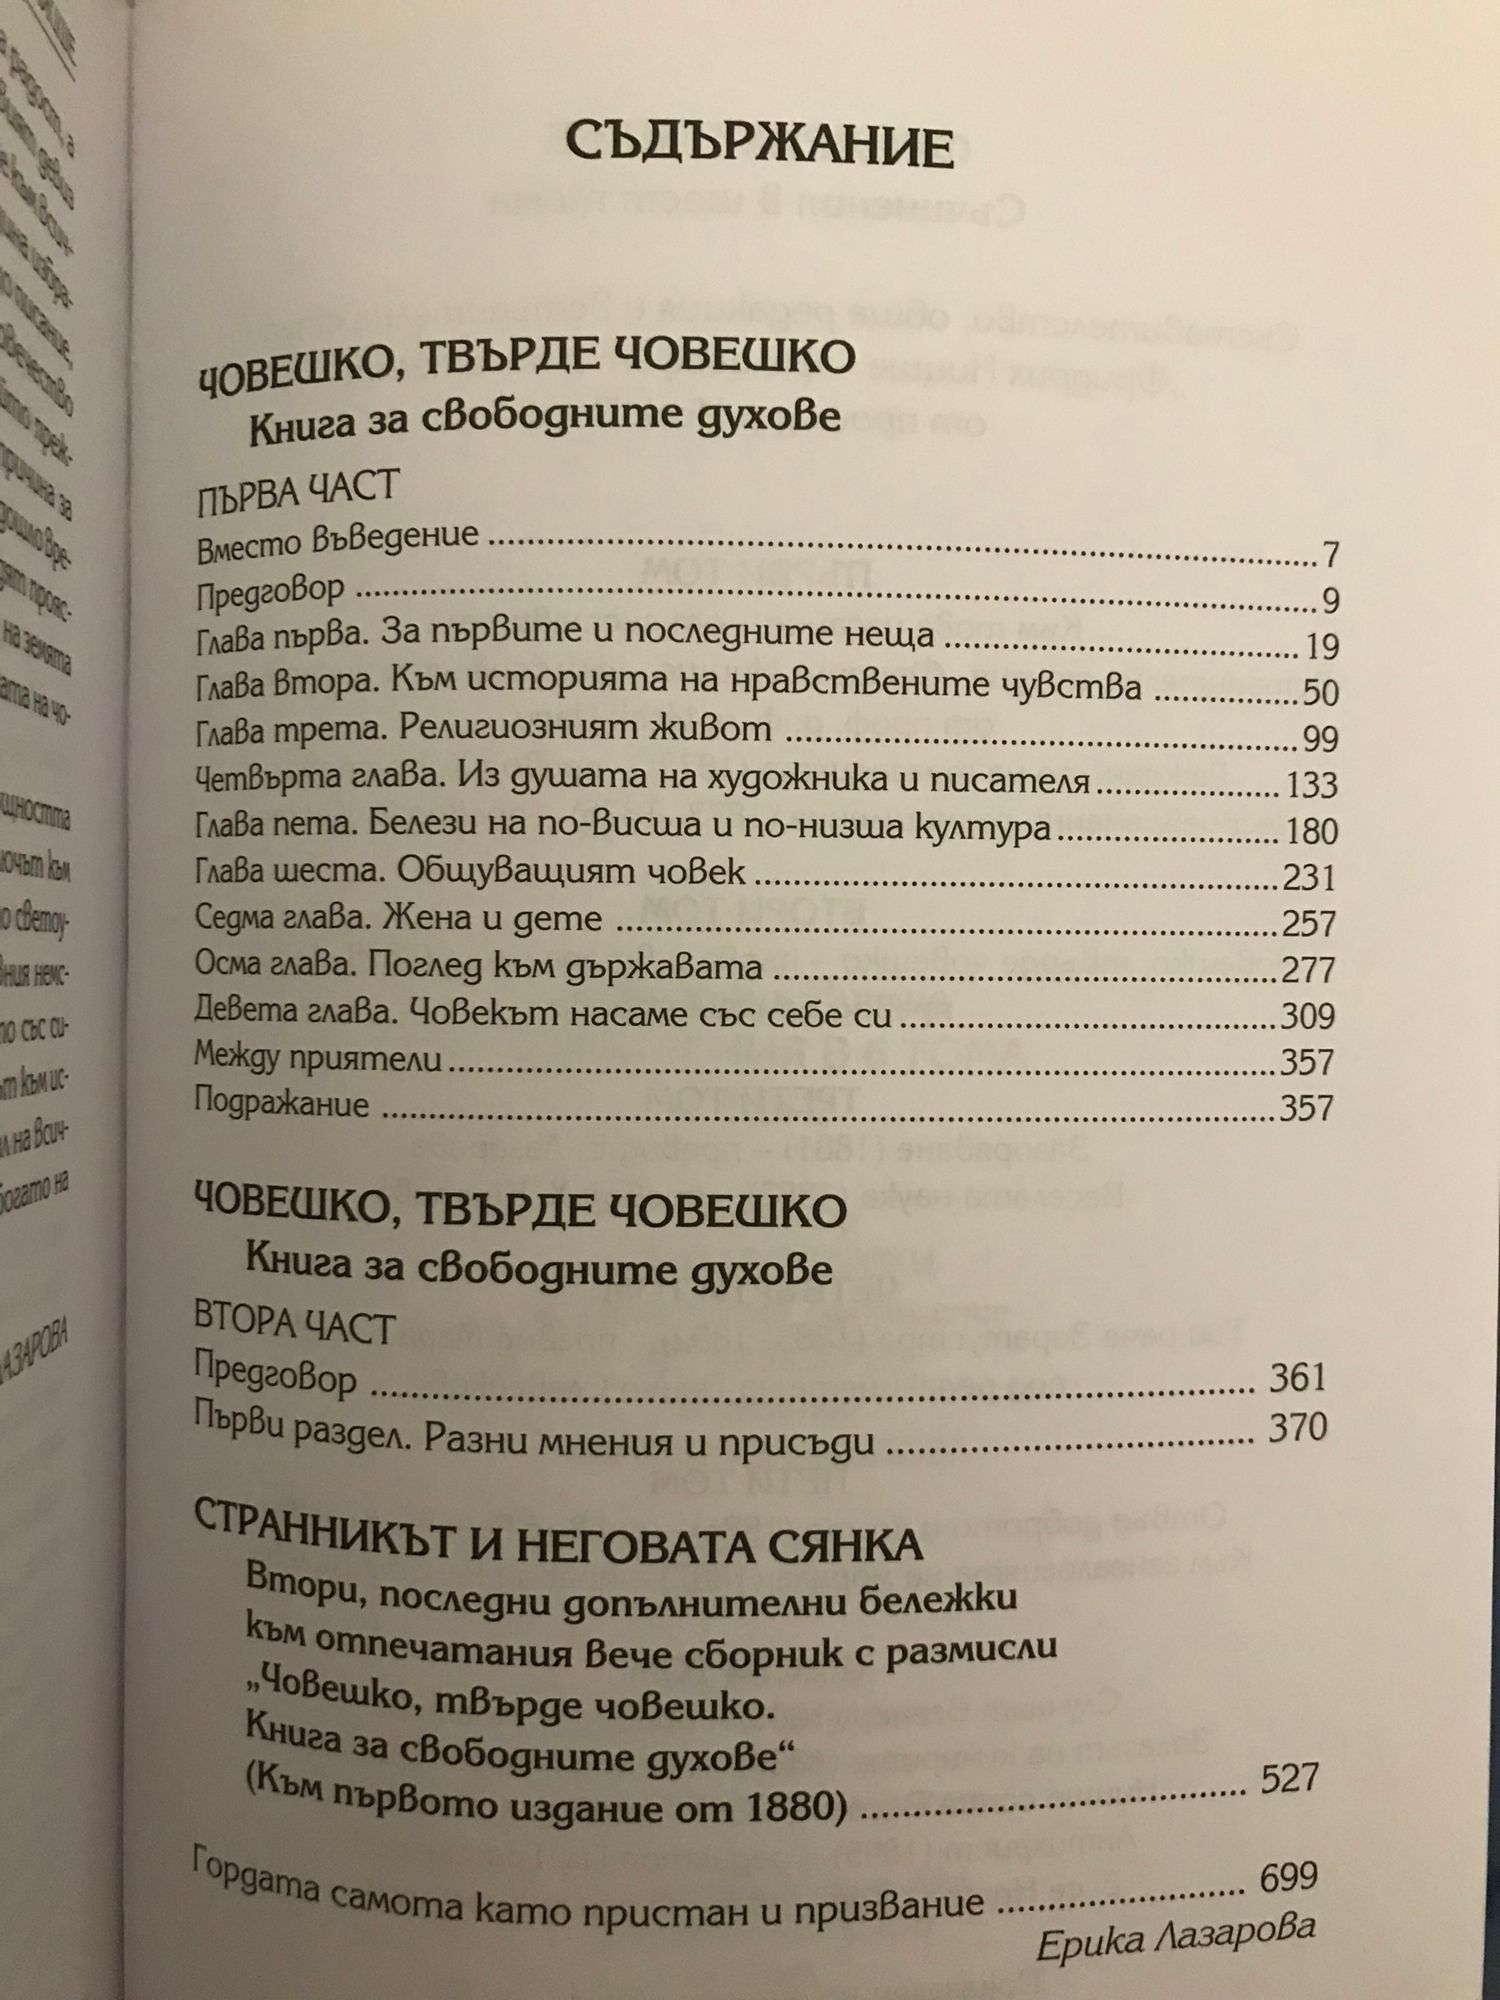 СЪДЪРЖАНИЕ
ЧОВЕШКО, ТВЪРДЕ ЧОВЕШКО
Книга за свободните духове
ПЪРВА ЧАСТ
Вместо въведение ........ 7
Предговор ........ 9
Глава първа. За първите и последните неща ........ 19
Глава втора. Към историята на нравствените чувства ........ 50
Глава трета. Религиозният живот ........ 99
Четвърта глава. Из душата на художника и писателя ........ 133
Глава пета. Белези на по-висша и по-низша култура ........ 180
Глава шеста. Общуващият човек ........ 231
Седма глава. Жена и дете ........ 257
Осма глава. Поглед към държавата ........ 277
Девета глава. Човекът насаме със себе си ........ 309
Между приятели ........ 357
Подражание ........ 357
ЧОВЕШКО, ТВЪРДЕ ЧОВЕШКО
Книга за свободните духове
ВТОРА ЧАСТ
Предговор ........ 361
Първи раздел. Разни мнения и присъди ........ 370
СТРАННИКЪТ И НЕГОВАТА СЯНКА
Втори, последни допълнителни бележки
към отпечатания вече сборник с размисли
„Човешко, твърде човешко.
Книга за свободните духове“
(Към първото издание от 1880) ........ 527
Гордата самота като пристан и призвание ........ 699
Ерика Лазарова